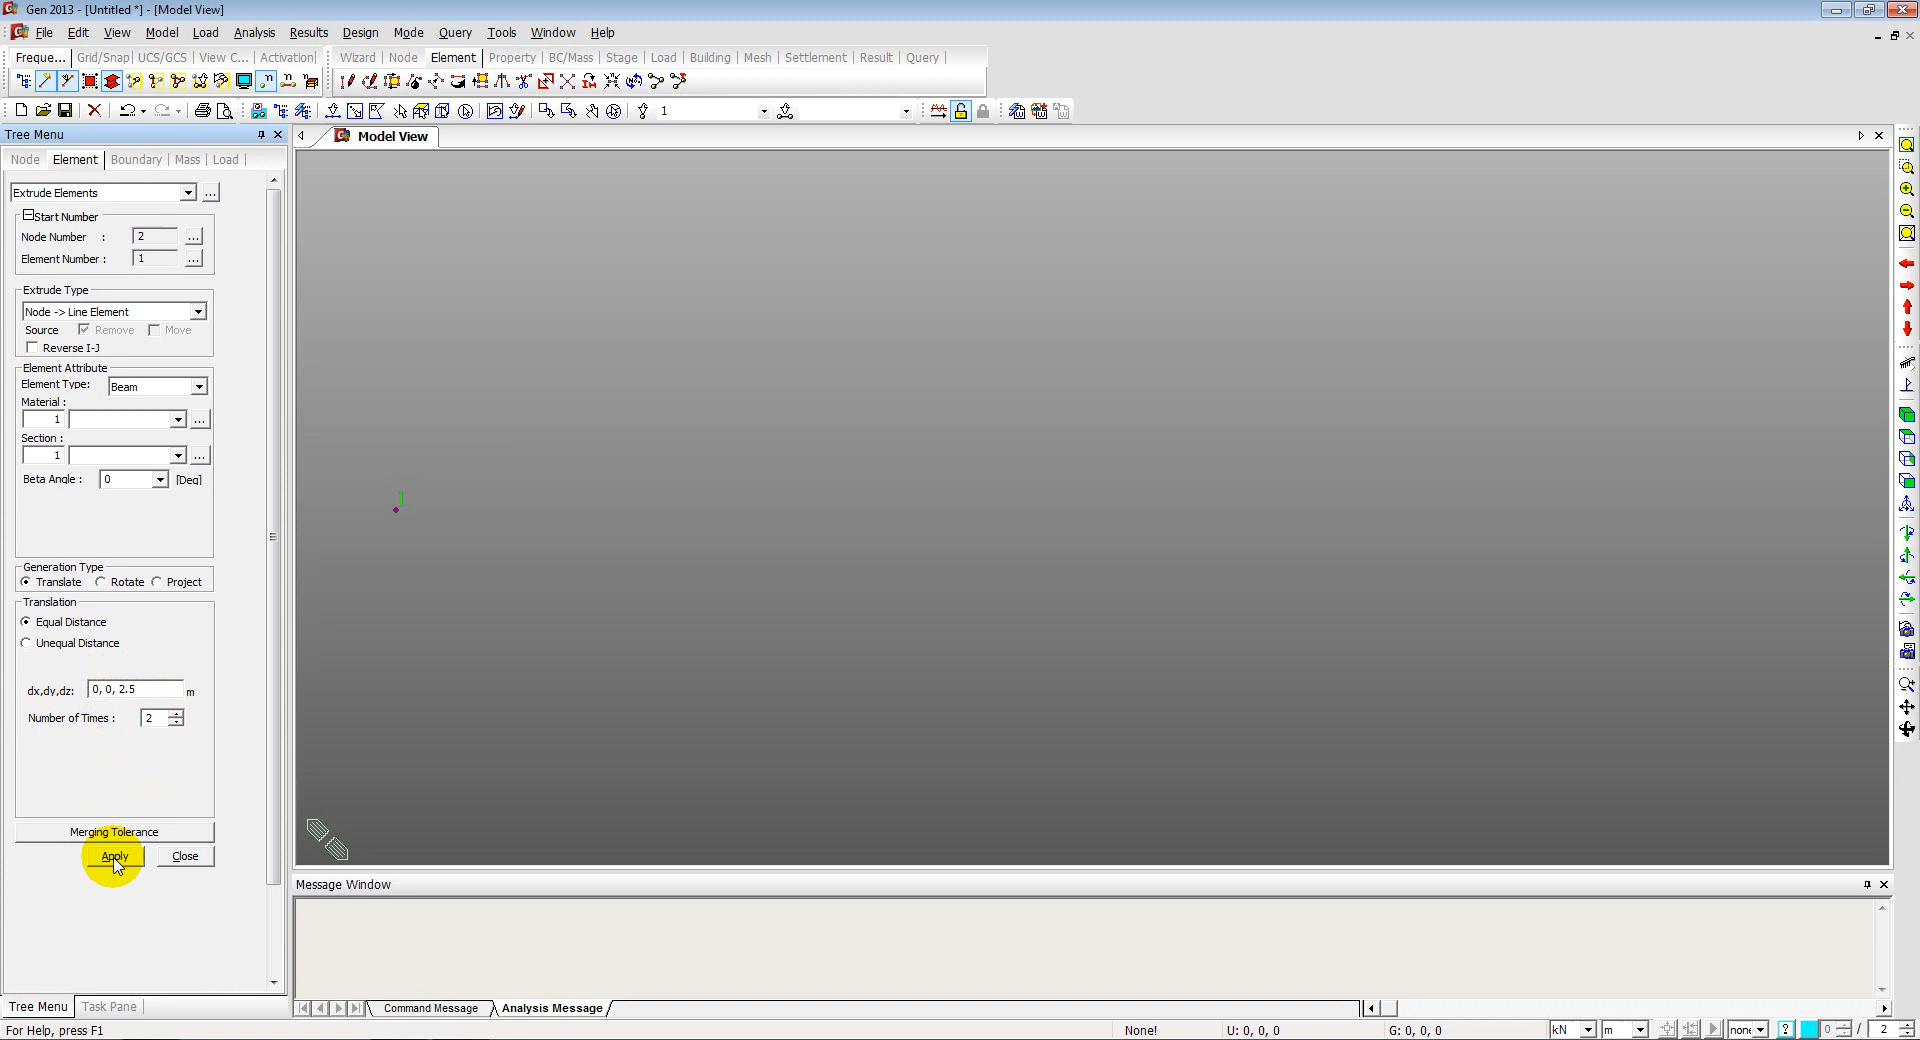 Gen 2013 - [Untitled *] - [Model View]
File Edit View Model Load Analysis Results Design Mode Query Tools Window Help
Freque... Grid/Snap UCS/GCS View C... Activation Wizard Node Element Property BC/Mass Stage Load Building Mesh Settlement Result Query
1
Tree Menu
Model View
Node Element Boundary Mass Load
Extrude Elements ...
Start Number
Node Number : 2 ...
Element Number : 1 ...
Extrude Type
Node -> Line Element
Source Remove Move
Reverse I-J
Element Attribute
Element Type: Beam
Material :
1 ...
Section :
1 ...
Beta Angle : 0 [Deg]
1
Generation Type
Translate Rotate Project
Translation
Equal Distance
Unequal Distance
dx,dy,dz: 0, 0, 2.5 m
Number of Times : 2
Merging Tolerance
Apply Close
Message Window
Command Message Analysis Message
Tree Menu Task Pane
For Help, press F1
None! U: 0, 0, 0 G: 0, 0, 0 kN m none ? 0 / 2